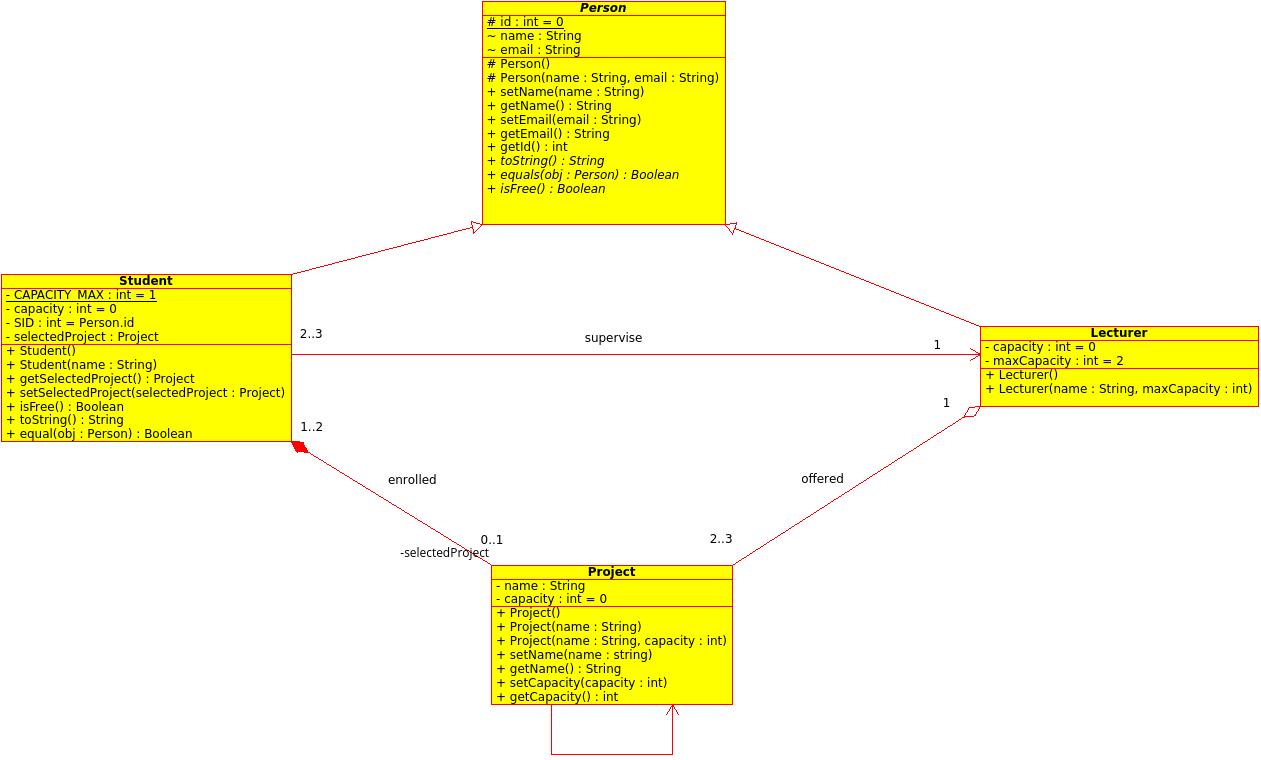 Person
# id : int = 0
~ name : String
~ email : String
# Person()
# Person(name : String, email : String)
+ setName(name : String)
+ getName() : String
+ setEmail(email : String)
+ getEmail() : String
+ getId() : int
+ toString() : String
+ equals(obj : Person) : Boolean
+ isFree() : Boolean
Student
- CAPACITY_MAX : int = 1
- capacity : int = 0
- SID : int = Person.id
- selectedProject : Project
+ Student()
+ Student(name : String)
+ getSelectedProject() : Project
+ setSelectedProject(selectedProject : Project)
+ isFree() : Boolean
+ toString() : String
+ equal(obj : Person) : Boolean
2..3
supervise
1
Lecturer
- capacity : int = 0
- maxCapacity : int = 2
+ Lecturer()
+ Lecturer(name : String, maxCapacity : int)
1
1..2
enrolled
offered
0..1
2..3
-selectedProject
Project
- name : String
- capacity : int = 0
+ Project()
+ Project(name : String)
+ Project(name : String, capacity : int)
+ setName(name : string)
+ getName() : String
+ setCapacity(capacity : int)
+ getCapacity() : int